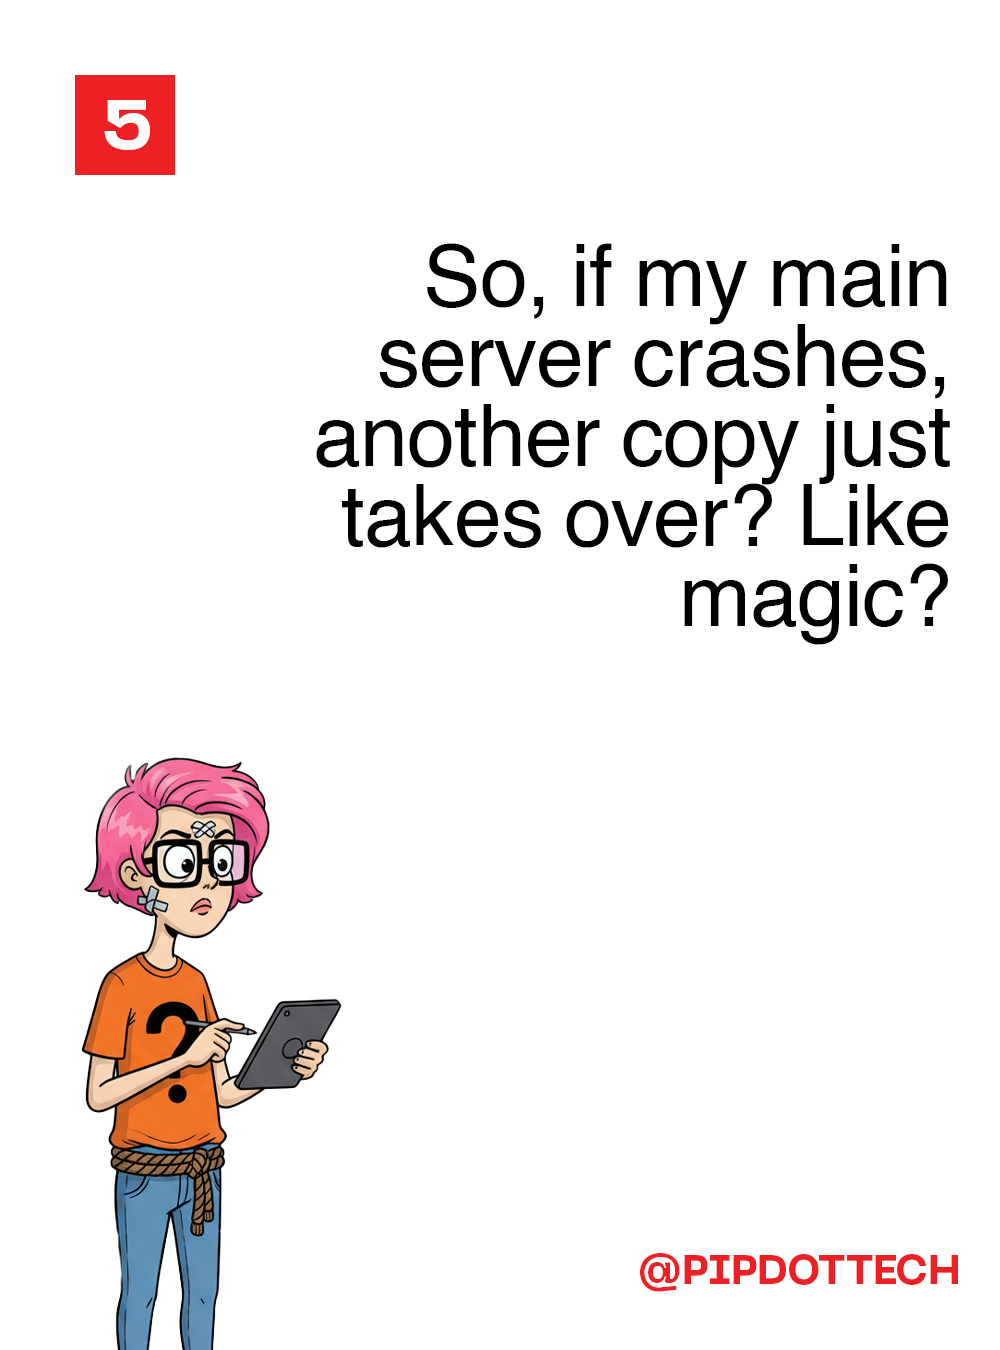 5
So, if my main
server crashes,
another copy just
takes over? Like
magic?
?
@PIPDOTTECH